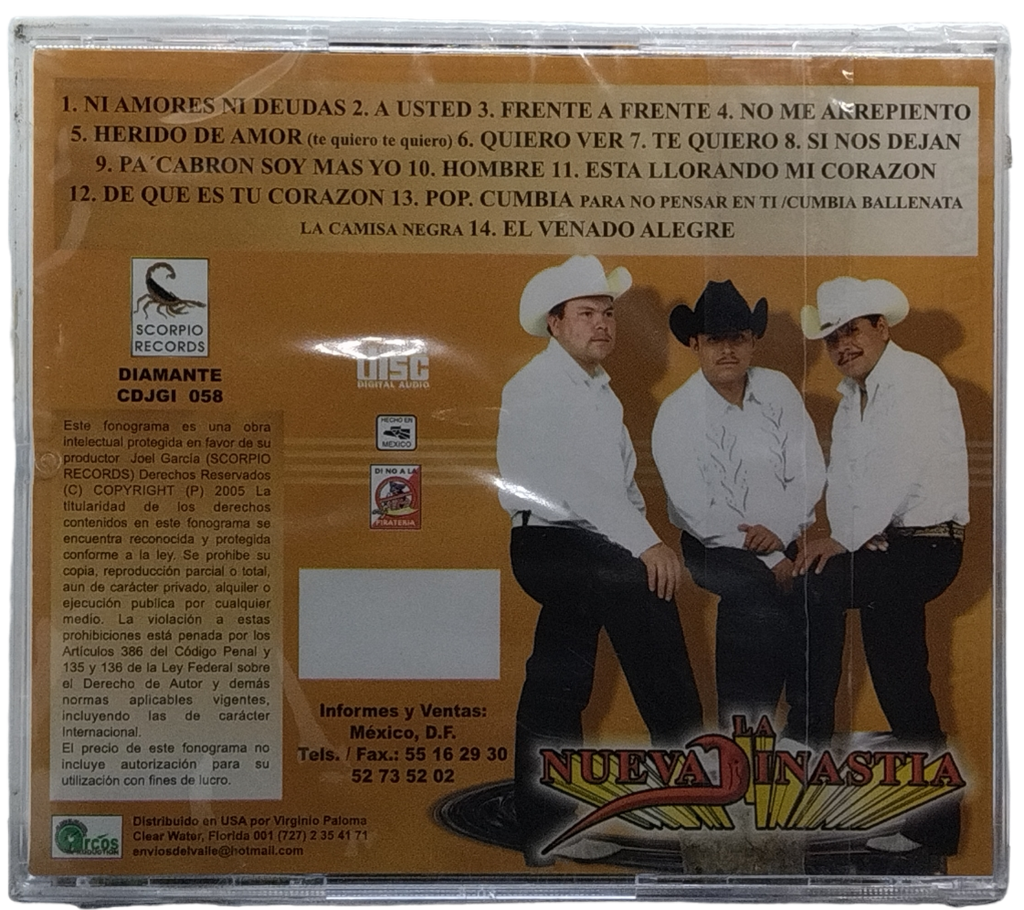 1. NI AMORES NI DEUDAS 2. A USTED 3. FRENTE A FRENTE 4. NO ME ARREPIENTO
5. HERIDO DE AMOR (te quiero te quiero) 6. QUIERO VER 7. TE QUIERO 8. SI NOS DEJAN
9. PA´CABRON SOY MAS YO 10. HOMBRE 11. ESTA LLORANDO MI CORAZON
12. DE QUE ES TU CORAZON 13. POP. CUMBIA PARA NO PENSAR EN TI /CUMBIA BALLENATA
LA CAMISA NEGRA 14. EL VENADO ALEGRE
SCORPIO
RECORDS
DIAMANTE
CDJGI 058
Este fonograma es una obra
intelectual protegida en favor de su
productor Joel García (SCORPIO
RECORDS) Derechos Reservados
(C) COPYRIGHT (P) 2005 La
titularidad de los derechos
contenidos en este fonograma se
encuentra reconocida y protegida
conforme a la ley. Se prohibe su
copia, reproducción parcial o total,
aun de carácter privado, alquiler o
ejecución publica por cualquier
medio. La violación a estas
prohibiciones está penada por los
Artículos 386 del Código Penal y
135 y 136 de la Ley Federal sobre
el Derecho de Autor y demás
normas aplicables vigentes,
incluyendo las de carácter
Internacional.
El precio de este fonograma no
incluye autorización para su
utilización con fines de lucro.
disc
DIGITAL AUDIO
HECHO EN
MEXICO
DI NO A LA
PIRATERIA
Informes y Ventas:
México, D.F.
Tels. / Fax.: 55 16 29 30
52 73 52 02
LA
NUEVA DINASTIA
Arcos
Distribuido en USA por Virginio Paloma
Clear Water, Florida 001 (727) 2 35 41 71
enviosdelvalle@hotmail.com